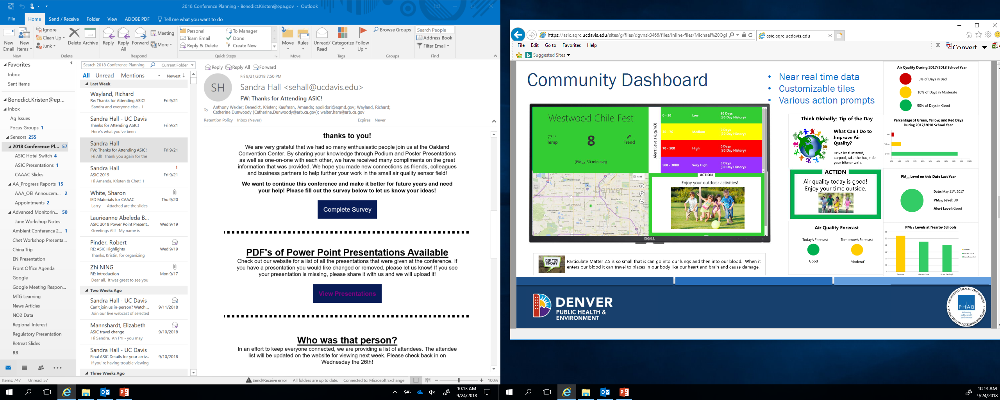 2018 Conference Planning - Benedict.Kristen@epa.gov - Outlook
File Home Send / Receive Folder View ADOBE PDF Tell me what you want to do
New Email
New Items
Ignore
Clean Up
Junk
Delete
Archive
Reply
Reply All
Forward
Meeting
More
Personal
Team Email
Reply & Delete
To Manager
Done
Create New
Move
Rules
Unread/ Read
Categorize
Follow Up
Browse Groups
Search People
Address Book
Filter Email
New Delete Respond Quick Steps Move Tags Groups Find
Favorites
Inbox
Sent Items
Benedict.Kristen@ep...
Inbox
Ag Issues
Focus Groups 1
Sensors 255
2018 Conference Pl... 57
ASIC Hotel Switch 4
ASIC Presentations 1
CAAAC Slides
AA_Progress Reports 15
AAA_OEI Annoucem... 2
Appointments 2
Advanced Monitorin... 50
June Workshop Notes
Ambient Conference 2... 1
Chet Workshop Presenta...
China Trip
EN Presentation
Front Office Agenda
Google
Google Meeting Respon...
MTG Learning
News Articles
NO2 Data
Regional Interest
Regulatory Presentation
Retreat Slides
RR
Items: 747 Unread: 57
Search 2018 Conference Planning
Current Folder
All Unread Mentions Newest
Last Week
Wayland, Richard
Re: Thanks for Attending ASIC! Fri 9/21
Sandra and everyone else... I
Sandra Hall - UC Davis
Thanks for Attending ASIC! Fri 9/21
Here's what you've been
Sandra Hall
FW: Thanks for Attending ASIC! Fri 9/21
Hi All! Thank you again for the
Sandra Hall !
ASIC 2019 Fri 9/21
Hi Amanda, Kristen & Chet! I
White, Sharon
IED Materials for CAAAC Thu 9/20
Larry – Attached are the slides
Laurieanne Abeleda B...
ASIC 2018 Power Point Present... Wed 9/19
Greetings All! My name is
Pinder, Robert
RE: ASIC Highlights Wed 9/19
Thanks, Kristin, for organizing
Zhi NING
RE: Introduction Mon 9/17
Dear all, It was great to see you
Two Weeks Ago
Sandra Hall - UC Davis
Can't join us in-person? Watch ... 9/11/2018
Join our live webcast of selected
Mannshardt, Elizabeth
ASIC travel change 9/10/2018
Hi Sandra, An FYI - you may
Sandra Hall - UC Davis
Final ASIC Details for your arriv... 9/10/2018
If you're having trouble viewing
Three Weeks Ago
Reply Reply All Forward
SH
Fri 9/21/2018 7:50 PM
Sandra Hall <sehall@ucdavis.edu>
FW: Thanks for Attending ASIC!
To Anthony Wexler; Benedict, Kristen; Kaufman, Amanda; apolidori@aqmd.gov; Wayland, Richard;
Catherine Dunwoody (Catherine.Dunwoody@arb.ca.gov); walter.ham@arb.ca.gov
Retention Policy Inbox (Never) Expires Never
thanks to you!
We are very grateful that we had so many enthusiastic people join us at the Oakland
Convention Center. By sharing your knowledge through Podium and Poster Presentations
as well as one-on-one with each other, we have received many compliments on the great
information that was provided. We hope you made new connections as friends, colleagues
and business partners to help further your work in the small air quality sensor field!
We want to continue this conference and make it better for future years and need
your help! Please fill out the survey below to let us know your ideas!
Complete Survey
PDF's of Power Point Presentations Available
Check out our website for a list of all the presentations that were given at the conference. If
you have a presentation you would like changed or removed, please let us know! If you see
your presentation is missing, please share it with us and we will upload it!
View Presentations
Who was that person?
In an effort to keep everyone connected, we are providing a list of attendees. The attendee
list will be updated on the website for viewing next week. Please check back in on
Wednesday the 26th!
Send/Receive error All folders are up to date. Connected to: Microsoft Exchange 100%
10:13 AM
9/24/2018
https://asic.aqrc.ucdavis.edu/sites/g/files/dgvnsk3466/files/inline-files/Michael%20Ogl
asic.aqrc.ucdavis.edu
File Edit Go to Favorites Help
Convert
Suggested Sites
Community Dashboard
• Near real time data
• Customizable tiles
• Various action prompts
Westwood Chile Fest
77 °F
Temp
8
Trend
(PM2.5 30 min avg)
Alert Levels (µg/m3)
0 - 30 Low 20 Days
(30 Day History)
30 - 70 Medium 0 Days
(30 Day History)
70 - 500 High 0 Days
(30 Day History)
500 - 3000 Very High 0 Days
(30 Day History)
Road
Wheat Ridge
Edgewater
Denver
Lakewood
Glendale
Englewood
ACTION
Enjoy your outdoor activities!
DELL
DID YOU KNOW?
Particulate Matter 2.5 is so small that is can go into our lungs and then into our blood. When it
enters our blood it can travel to places in our body like our heart and brain and cause damage.
Think Globally: Tip of the Day
What Can I Do to
Improve Air
Quality?
Drive less! Instead,
carpool, take the bus, ride
your bike or walk.
ACTION
Air quality today is good!
Enjoy your time outside.
Air Quality Forecast
Today's Forecast Tomorrow's Forecast
Good Moderate
Air Quality During 2017/2018 School Year
0% of Days in Bad
10% of Days in Moderate
90% of Days in Good
Percentage of Green, Yellow, and Red Days
During 2017/2018 School Year
Red
Yellow
Green
0% 10% 20% 30% 40% 50% 60% 70% 80% 90% 100%
PM2.5 Level on this Date Last Year
Date: May 11th, 2017
PM2.5 Level: 30
Alert Level: Good
PM2.5 Levels at Nearby Schools
60
50
40
30
20
10
0
Swansea Garden Place Bruce Randolph
Swansea
Garden Place
Bruce Randolph
DENVER
PUBLIC HEALTH &
ENVIRONMENT
ACCREDITED HEALTH DEPARTMENT
PHAB
Advancing
public health
performance
PUBLIC HEALTH ACCREDITATION BOARD
10:13 AM
9/24/2018